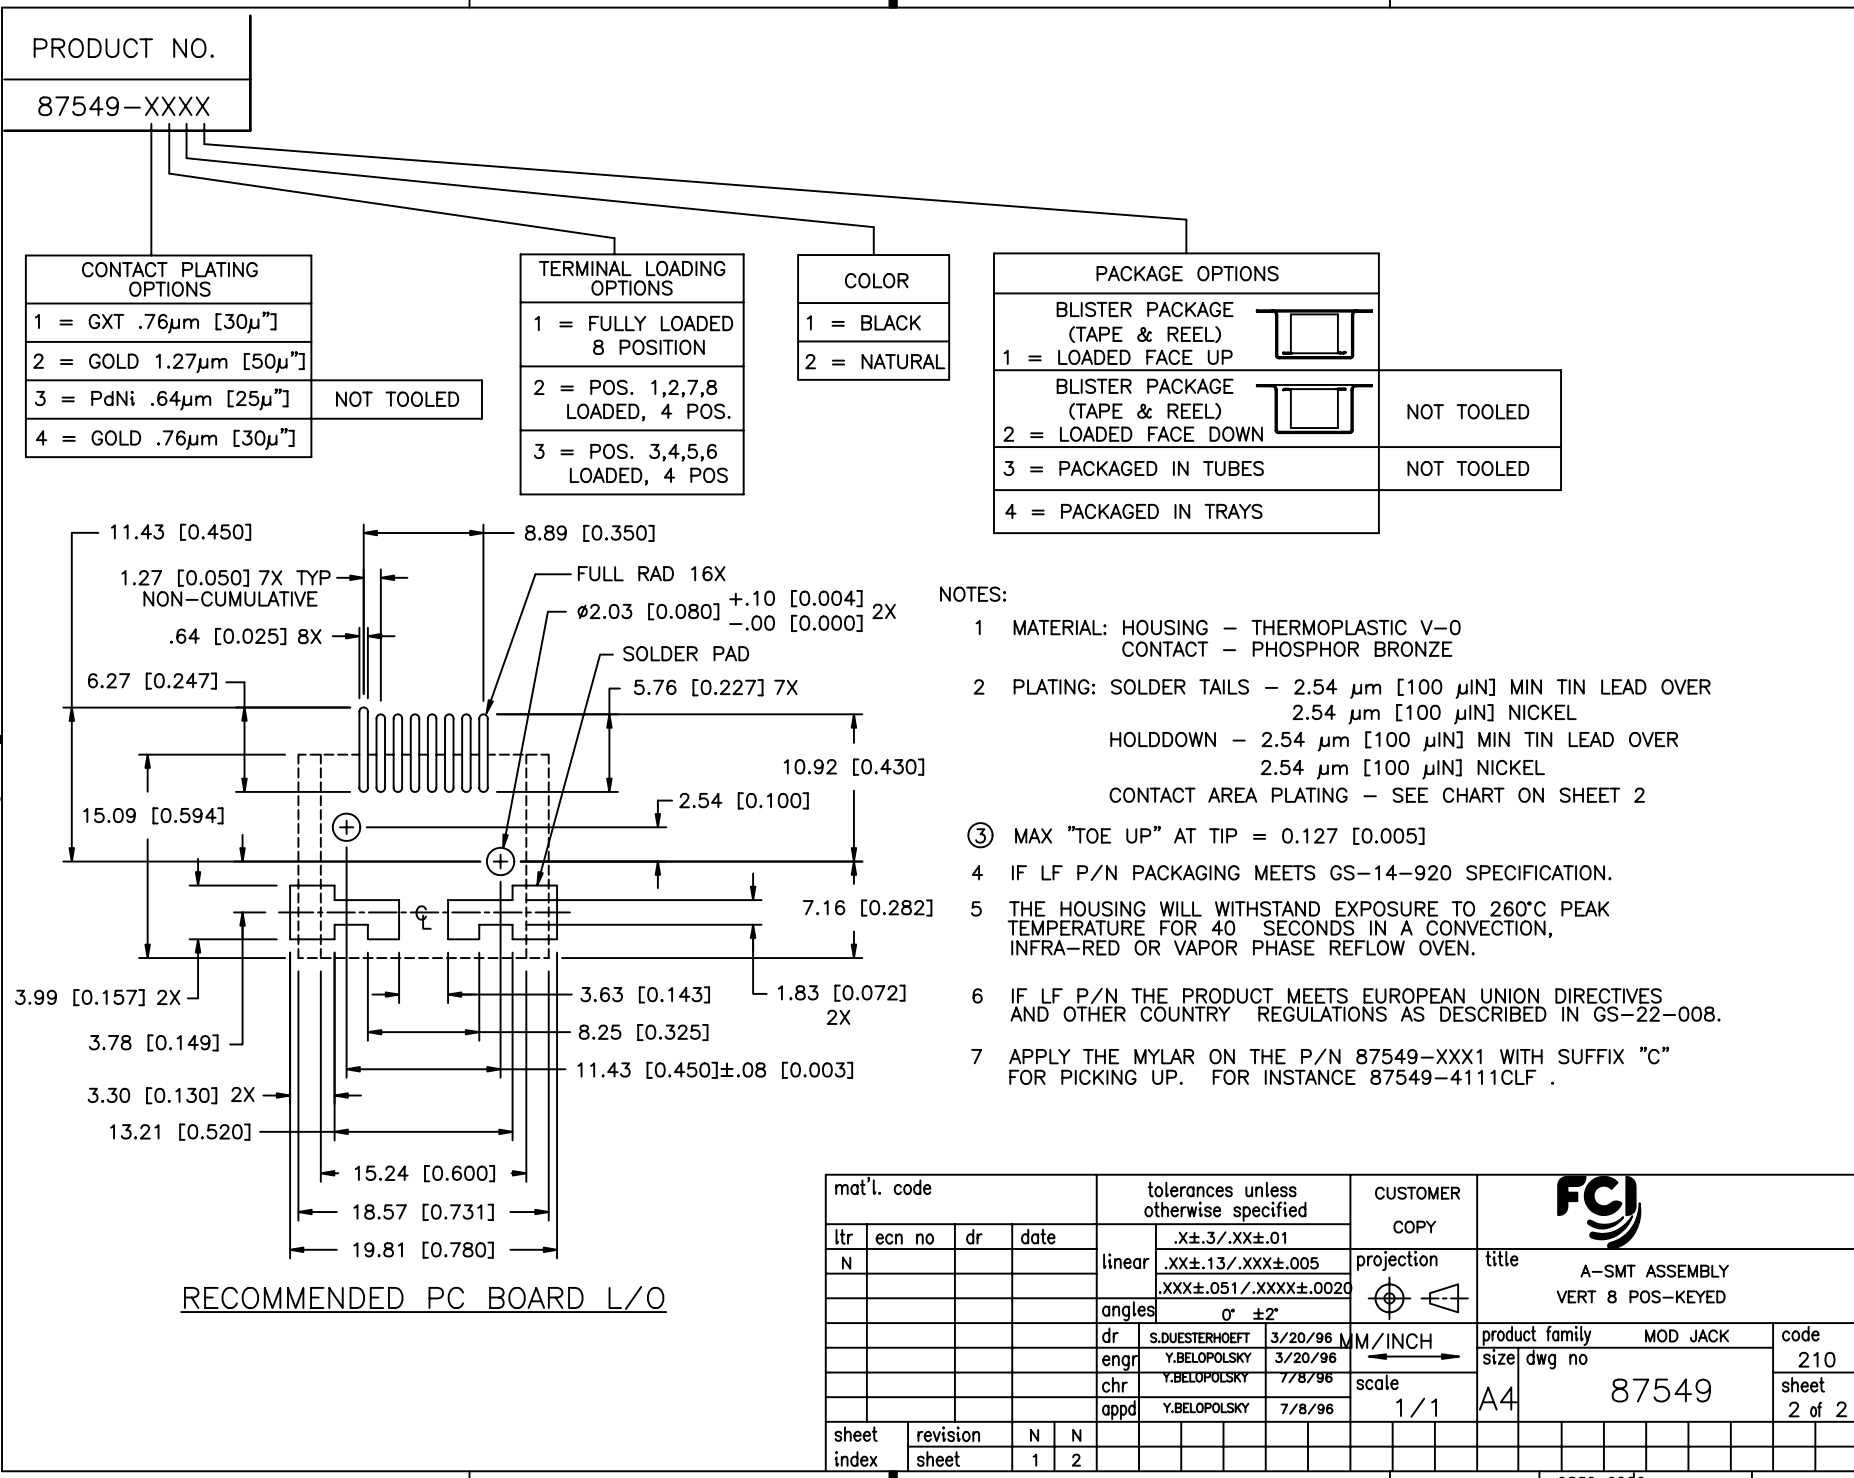 PRODUCT NO.
87549-XXXX
CONTACT PLATING
OPTIONS
1 = GXT .76µm [30µ"]
2 = GOLD 1.27µm [50µ"]
3 = PdNi .64µm [25µ"] NOT TOOLED
4 = GOLD .76µm [30µ"]
TERMINAL LOADING
OPTIONS
1 = FULLY LOADED
8 POSITION
2 = POS. 1,2,7,8
LOADED, 4 POS.
3 = POS. 3,4,5,6
LOADED, 4 POS
COLOR
1 = BLACK
2 = NATURAL
PACKAGE OPTIONS
BLISTER PACKAGE
(TAPE & REEL)
1 = LOADED FACE UP
BLISTER PACKAGE
(TAPE & REEL)
2 = LOADED FACE DOWN
NOT TOOLED
3 = PACKAGED IN TUBES NOT TOOLED
4 = PACKAGED IN TRAYS
11.43 [0.450]
8.89 [0.350]
1.27 [0.050] 7X TYP
NON-CUMULATIVE
FULL RAD 16X
ø2.03 [0.080] +.10 [0.004] 2X
-.00 [0.000]
.64 [0.025] 8X
SOLDER PAD
6.27 [0.247]
5.76 [0.227] 7X
10.92 [0.430]
2.54 [0.100]
15.09 [0.594]
7.16 [0.282]
℄
3.99 [0.157] 2X
3.63 [0.143]
1.83 [0.072]
2X
8.25 [0.325]
3.78 [0.149]
11.43 [0.450]±.08 [0.003]
3.30 [0.130] 2X
13.21 [0.520]
15.24 [0.600]
18.57 [0.731]
19.81 [0.780]
RECOMMENDED PC BOARD L/O
NOTES:
1 MATERIAL: HOUSING - THERMOPLASTIC V-0
CONTACT - PHOSPHOR BRONZE
2 PLATING: SOLDER TAILS - 2.54 µm [100 µIN] MIN TIN LEAD OVER
2.54 µm [100 µIN] NICKEL
HOLDDOWN - 2.54 µm [100 µIN] MIN TIN LEAD OVER
2.54 µm [100 µIN] NICKEL
CONTACT AREA PLATING - SEE CHART ON SHEET 2
③ MAX "TOE UP" AT TIP = 0.127 [0.005]
4 IF LF P/N PACKAGING MEETS GS-14-920 SPECIFICATION.
5 THE HOUSING WILL WITHSTAND EXPOSURE TO 260°C PEAK
TEMPERATURE FOR 40 SECONDS IN A CONVECTION,
INFRA-RED OR VAPOR PHASE REFLOW OVEN.
6 IF LF P/N THE PRODUCT MEETS EUROPEAN UNION DIRECTIVES
AND OTHER COUNTRY REGULATIONS AS DESCRIBED IN GS-22-008.
7 APPLY THE MYLAR ON THE P/N 87549-XXX1 WITH SUFFIX "C"
FOR PICKING UP. FOR INSTANCE 87549-4111CLF .
mat'l. code
ltr ecn no dr date
N
tolerances unless
otherwise specified
linear
.X±.3/.XX±.01
.XX±.13/.XXX±.005
.XXX±.051/.XXXX±.0020
angles 0° ±2°
dr S.DUESTERHOEFT 3/20/96
engr Y.BELOPOLSKY 3/20/96
chr Y.BELOPOLSKY 7/8/96
appd Y.BELOPOLSKY 7/8/96
CUSTOMER
COPY
projection
MM/INCH
scale
1/1
FCI
title
A-SMT ASSEMBLY
VERT 8 POS-KEYED
product family MOD JACK
code
210
size dwg no
A4 87549
sheet
2 of 2
sheet revision N N
index sheet 1 2